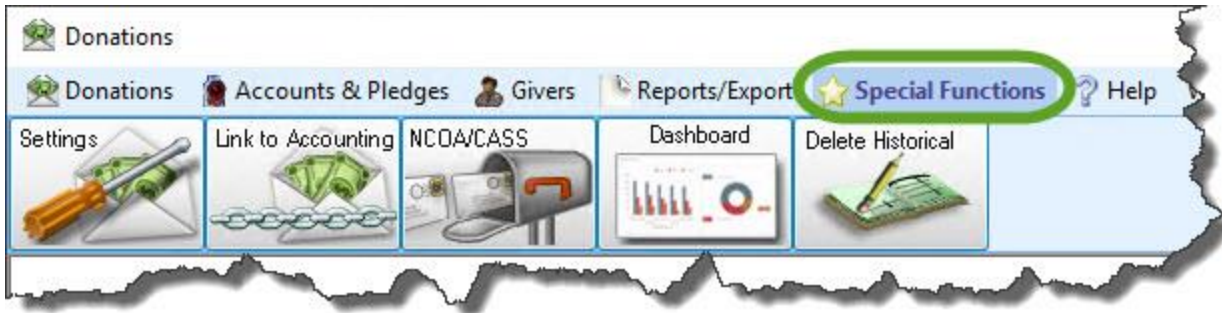 Donations
Donations Accounts & Pledges Givers Reports/Export Special Functions Help
Settings Link to Accounting NCOA/CASS Dashboard Delete Historical